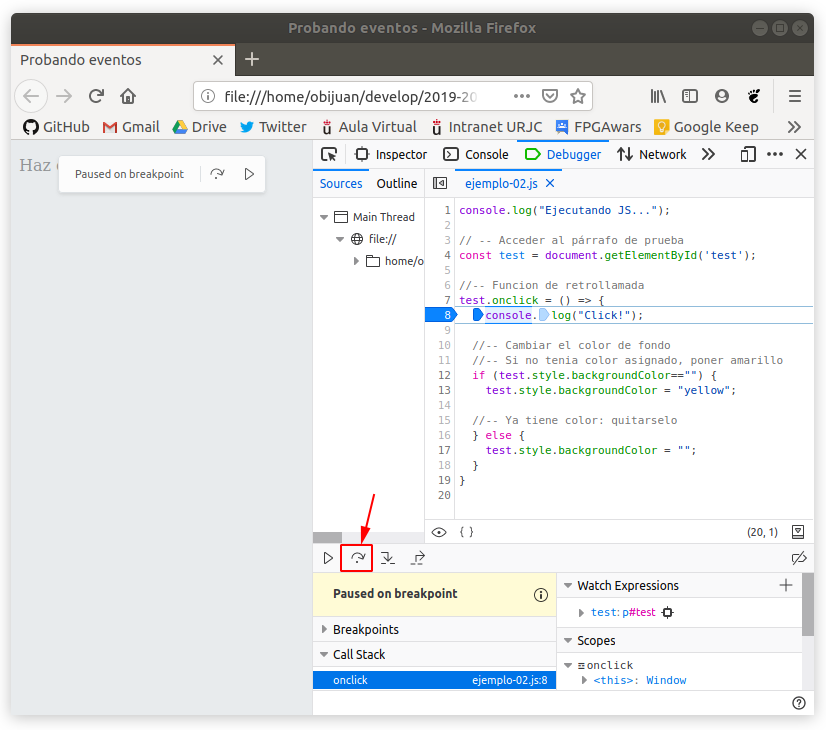 Probando eventos - Mozilla Firefox
Probando eventos
file:///home/obijuan/develop/2019-20
GitHub Gmail Drive Twitter Aula Virtual Intranet URJC FPGAwars Google Keep
Haz
Paused on breakpoint
Inspector Console Debugger Network
Sources Outline ejemplo-02.js
Main Thread
file://
home/o
1 console.log("Ejecutando JS...");
2
3 // -- Acceder al párrafo de prueba
4 const test = document.getElementById('test');
5
6 //-- Funcion de retrollamada
7 test.onclick = () => {
8 console.log("Click!");
9
10 //-- Cambiar el color de fondo
11 //-- Si no tenia color asignado, poner amarillo
12 if (test.style.backgroundColor=="") {
13 test.style.backgroundColor = "yellow";
14
15 //-- Ya tiene color: quitarselo
16 } else {
17 test.style.backgroundColor = "";
18 }
19 }
20
{ } (20, 1)
Paused on breakpoint
Breakpoints
Call Stack
onclick ejemplo-02.js:8
Watch Expressions
test: p#test
Scopes
onclick
<this>: Window